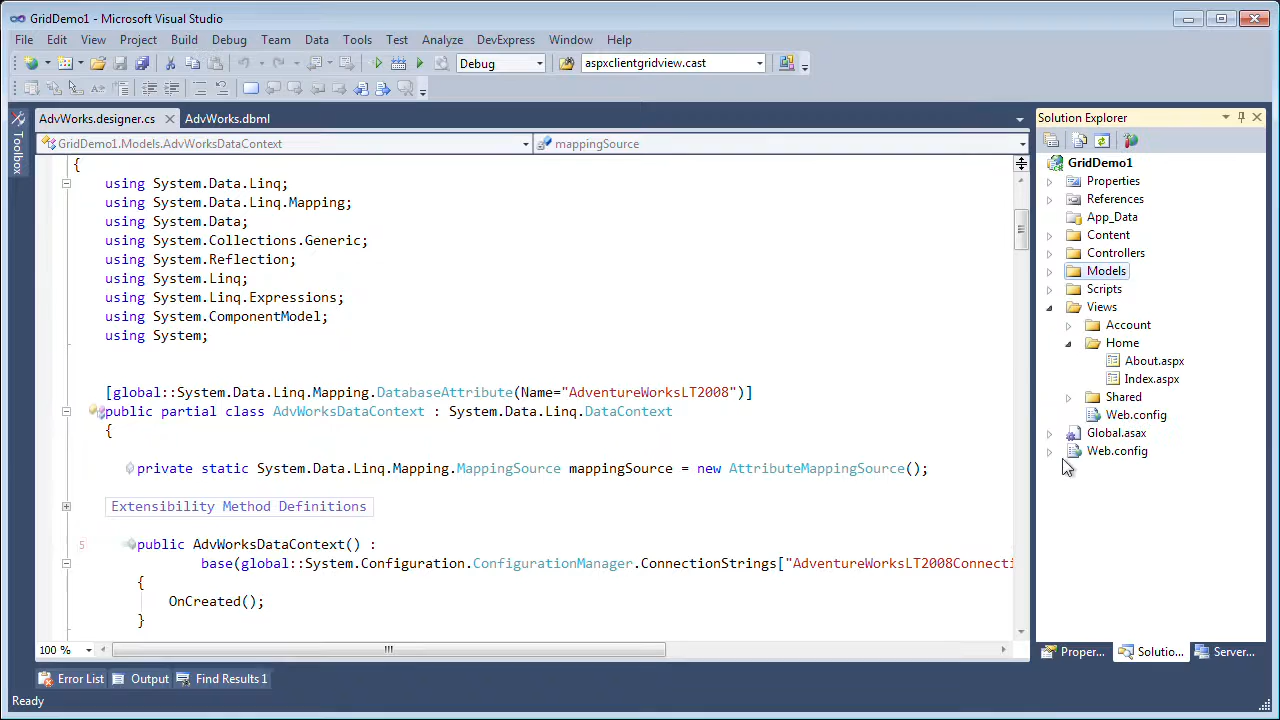 GridDemo1 - Microsoft Visual Studio
File Edit View Project Build Debug Team Data Tools Test Analyze DevExpress Window Help
Debug aspxclientgridview.cast
AdvWorks.designer.cs AdvWorks.dbml
GridDemo1.Models.AdvWorksDataContext mappingSource
{
using System.Data.Linq;
using System.Data.Linq.Mapping;
using System.Data;
using System.Collections.Generic;
using System.Reflection;
using System.Linq;
using System.Linq.Expressions;
using System.ComponentModel;
using System;
[global::System.Data.Linq.Mapping.DatabaseAttribute(Name="AdventureWorksLT2008")]
public partial class AdvWorksDataContext : System.Data.Linq.DataContext
{
private static System.Data.Linq.Mapping.MappingSource mappingSource = new AttributeMappingSource();
Extensibility Method Definitions
5 public AdvWorksDataContext() :
base(global::System.Configuration.ConfigurationManager.ConnectionStrings["AdventureWorksLT2008Connecti
{
OnCreated();
}
100 %
Toolbox
Solution Explorer
GridDemo1
Properties
References
App_Data
Content
Controllers
Models
Scripts
Views
Account
Home
About.aspx
Index.aspx
Shared
Web.config
Global.asax
Web.config
Proper... Solutio... Server...
Error List Output Find Results 1
Ready